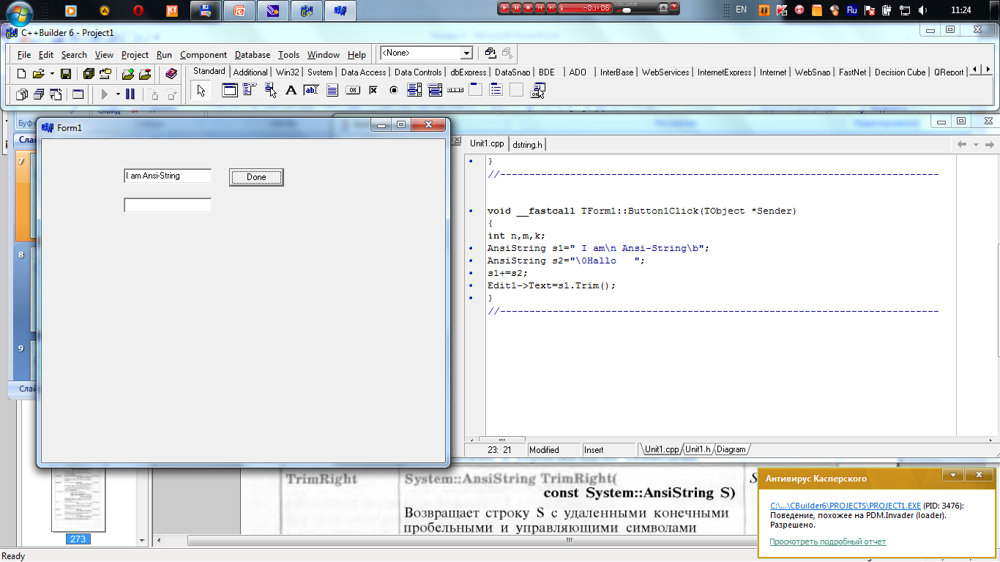 EN
Ru
11:24
VOLUME
C++Builder 6 - Project1
File Edit Search View Project Run Component Database Tools Window Help
<None>
Standard Additional Win32 System Data Access Data Controls dbExpress DataSnap BDE ADO InterBase WebServices InternetExpress Internet WebSnap FastNet Decision Cube QReport
Form1
I am Ansi-String
Done
7
8
9
Unit1.cpp dstring.h
}
//---------------------------------------------------------------------------
void __fastcall TForm1::Button1Click(TObject *Sender)
{
int n,m,k;
AnsiString s1=" I am\n Ansi-String\b";
AnsiString s2="\0Hallo   ";
s1+=s2;
Edit1->Text=s1.Trim();
}
//---------------------------------------------------------------------------
23: 21 Modified Insert Unit1.cpp Unit1.h Diagram
TrimRight System::AnsiString TrimRight(
const System::AnsiString S)
Возвращает строку S с удаленными конечными
пробельными и управляющими символами
273
Ready
Антивирус Касперского
C:\...\CBuilder6\PROJECTS\PROJECT1.EXE (PID: 3476):
Поведение, похожее на PDM.Invader (loader).
Разрешено.
Просмотреть подробный отчет